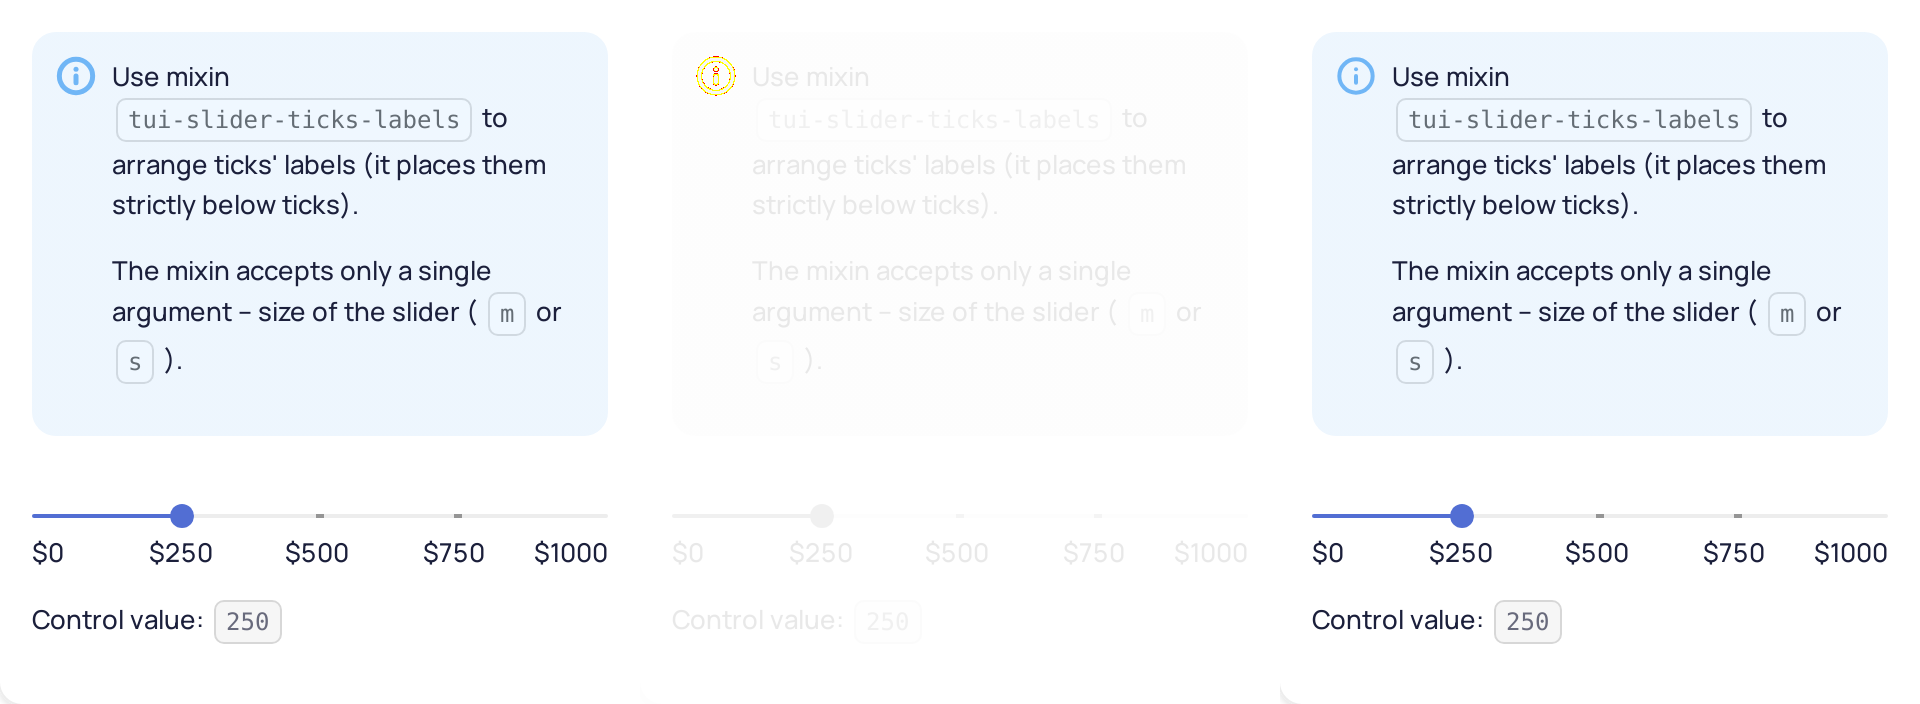 Use mixin
tui-slider-ticks-labels to
arrange ticks' labels (it places them
strictly below ticks).
The mixin accepts only a single
argument – size of the slider ( m or
s ).
$0 $250 $500 $750 $1000
Control value: 250
Use mixin
tui-slider-ticks-labels to
arrange ticks' labels (it places them
strictly below ticks).
The mixin accepts only a single
argument – size of the slider ( m or
s ).
$0 $250 $500 $750 $1000
Control value: 250
Use mixin
tui-slider-ticks-labels to
arrange ticks' labels (it places them
strictly below ticks).
The mixin accepts only a single
argument – size of the slider ( m or
s ).
$0 $250 $500 $750 $1000
Control value: 250